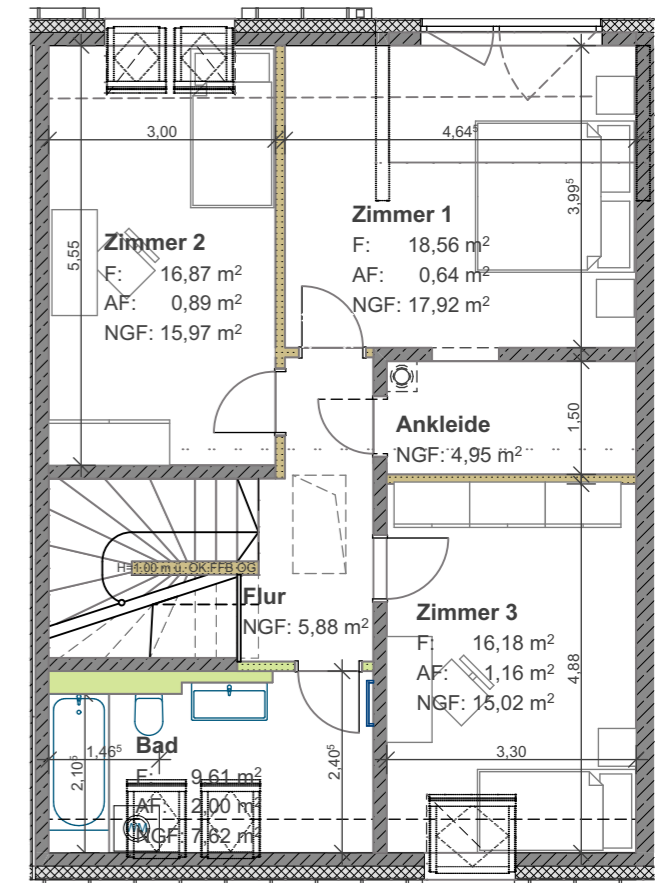 3,00
4,64⁵
Zimmer 1
F: 18,56 m²
AF: 0,64 m²
NGF: 17,92 m²
3,99⁵
Zimmer 2
F: 16,87 m²
AF: 0,89 m²
NGF: 15,97 m²
5,55
Ankleide
NGF: 4,95 m²
1,50
H=1.00 m ü. OK FFB OG
Flur
NGF: 5,88 m²
Zimmer 3
F: 16,18 m²
AF: 1,16 m²
NGF: 15,02 m²
4,88
3,30
Bad
F: 9,61 m²
AF: 2,00 m²
NGF: 7,62 m²
1,46⁵
2,10⁵
2,40⁵
WM